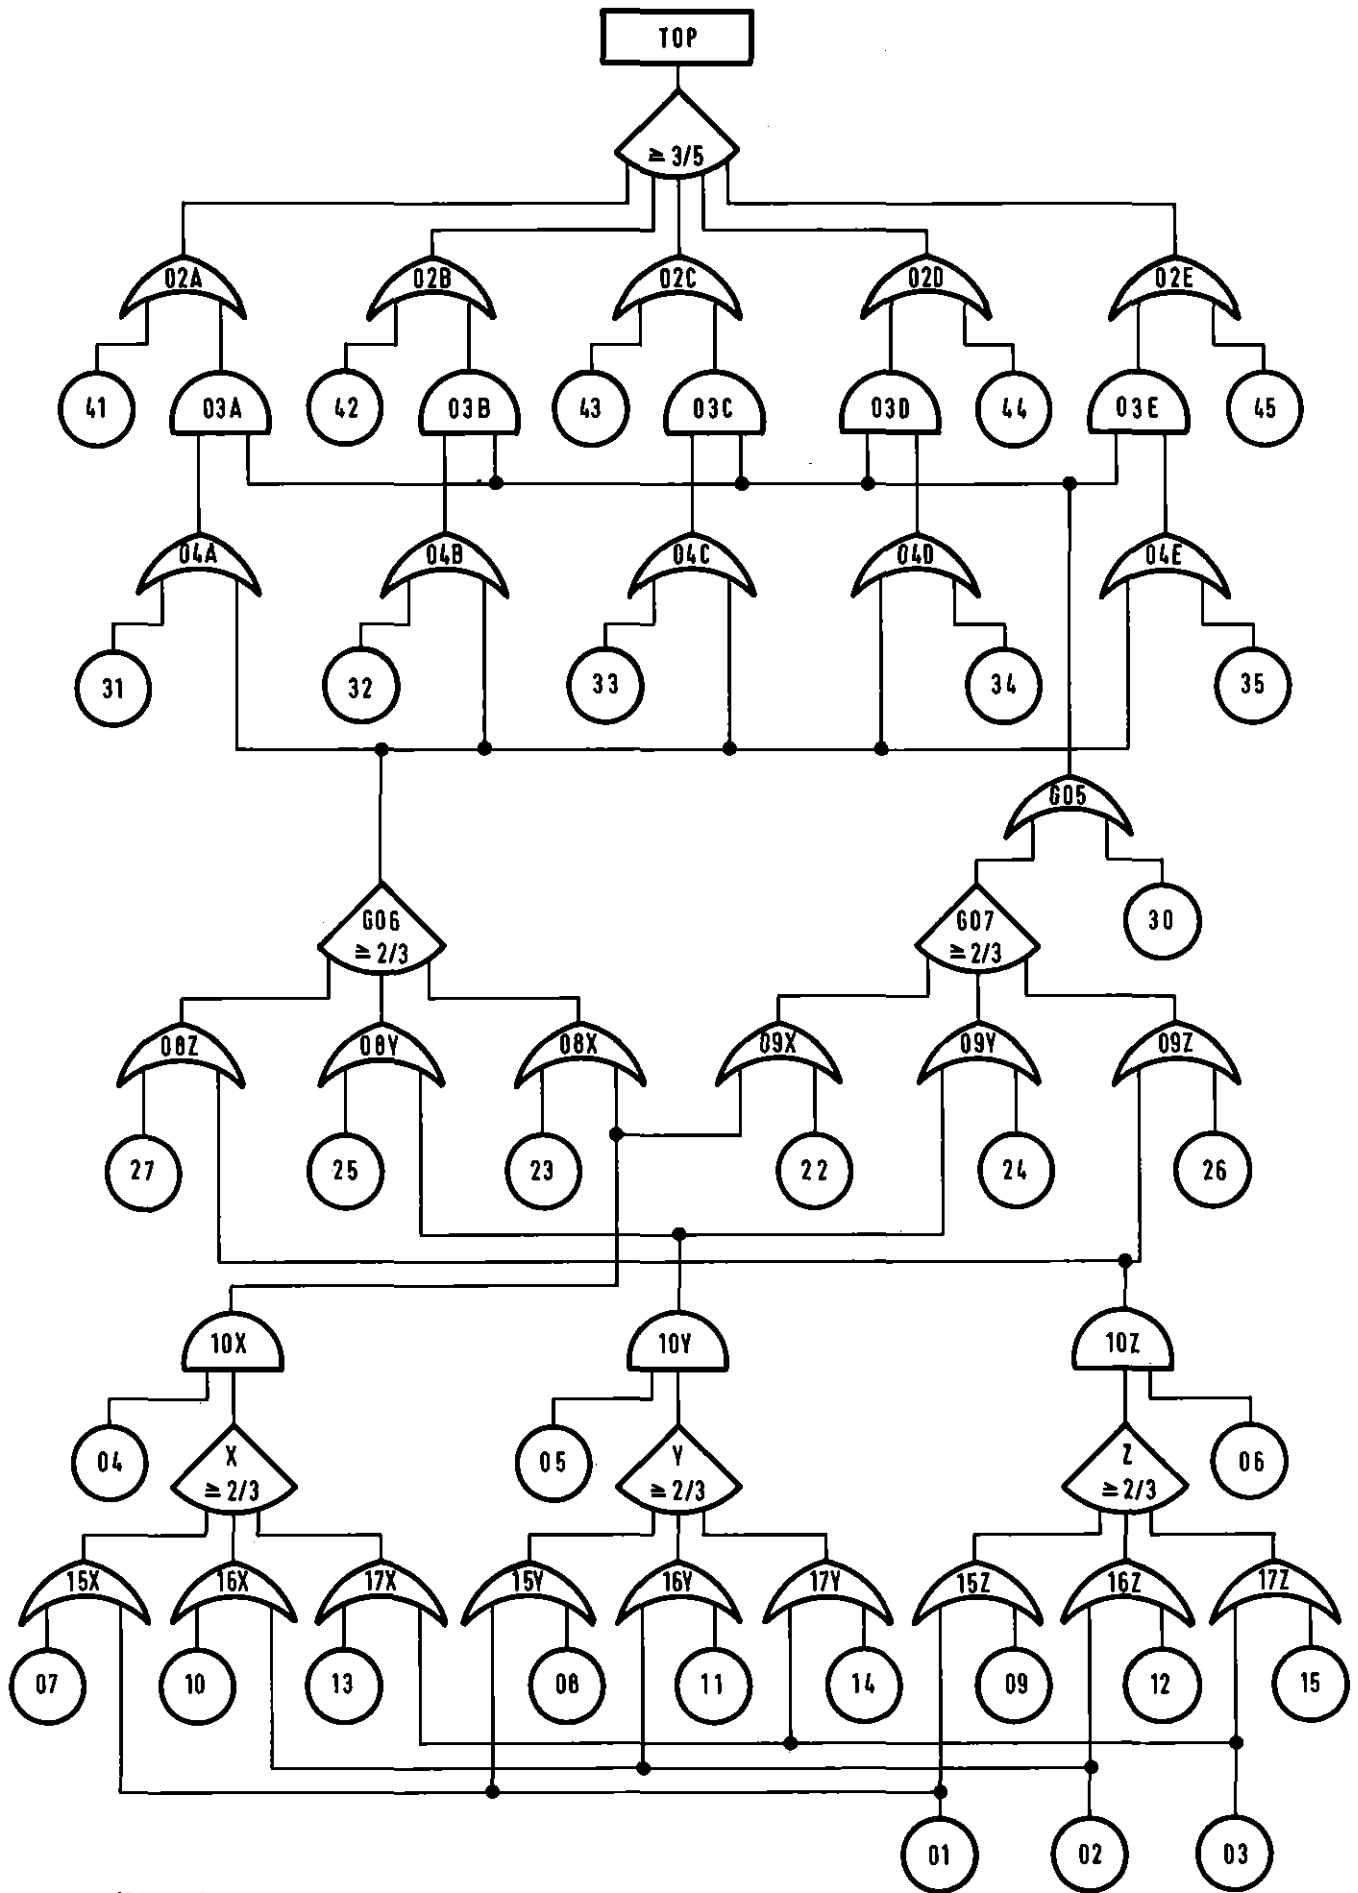 TOP
≥ 3/5
02A 02B 02C 02D 02E
41 03A 42 03B 43 03C 03D 44 03E 45
04A 04B 04C 04D 04E
31 32 33 34 35
G05
G06 G07 30
≥ 2/3 ≥ 2/3
08Z 08Y 08X 09X 09Y 09Z
27 25 23 22 24 26
10X 10Y 10Z
04 X 05 Y Z 06
≥ 2/3 ≥ 2/3 ≥ 2/3
15X 16X 17X 15Y 16Y 17Y 15Z 16Z 17Z
07 10 13 08 11 14 09 12 15
01 02 03